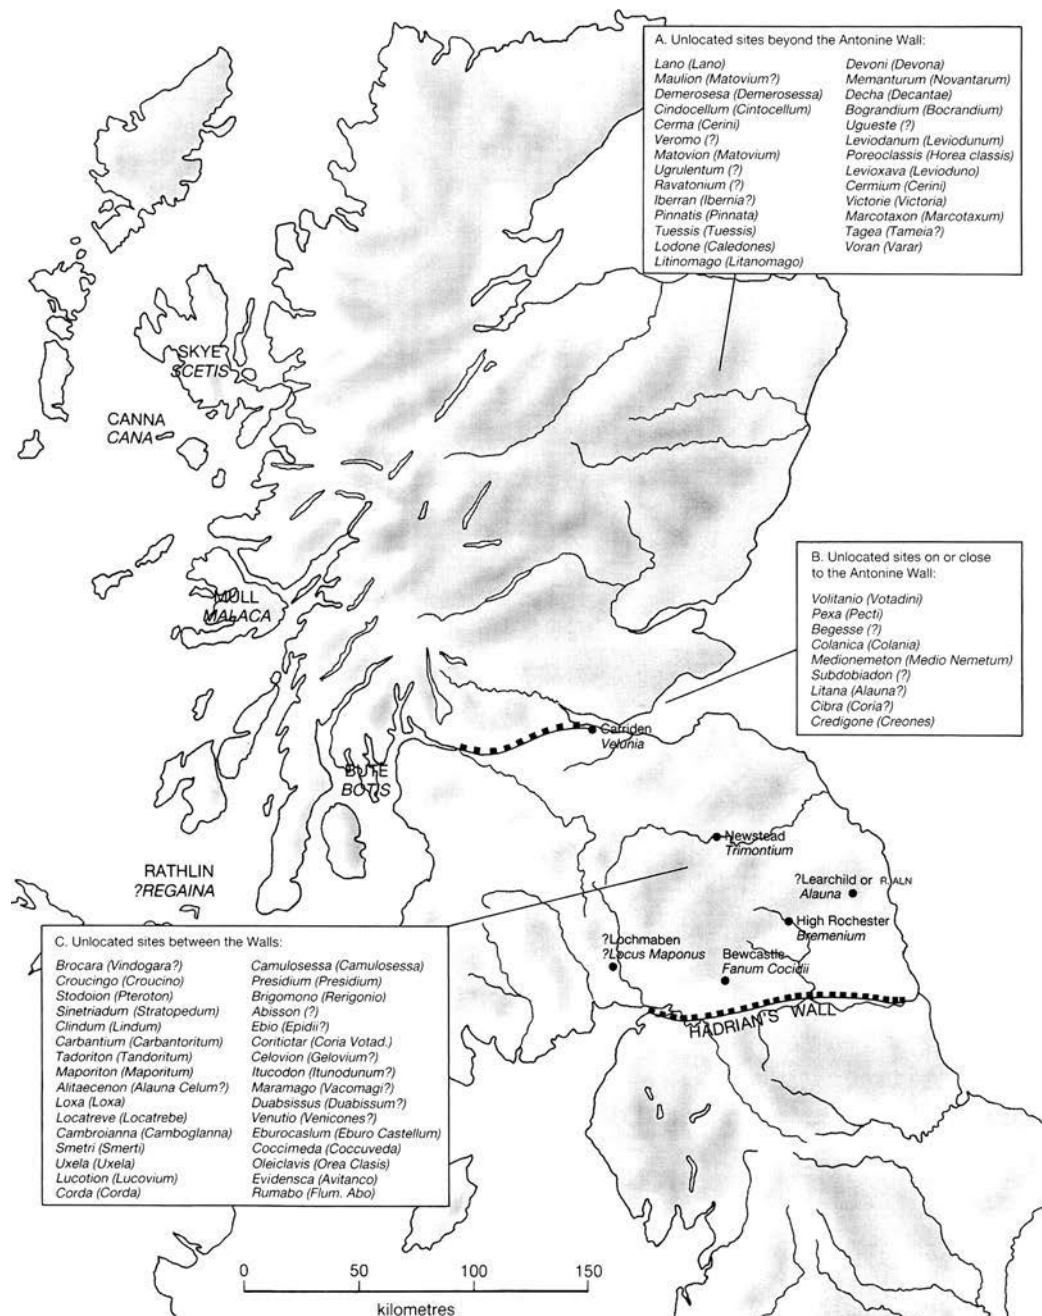 A. Unlocated sites beyond the Antonine Wall:
Lano (Lano)
Maulion (Matovium?)
Demerosesa (Demerosessa)
Cindocellum (Cintocellum)
Cerma (Cerini)
Veromo (?)
Matovion (Matovium)
Ugrulentum (?)
Ravatonium (?)
Iberran (Ibernia?)
Pinnatis (Pinnata)
Tuessis (Tuessis)
Lodone (Caledones)
Litinomago (Litanomago)
Devoni (Devona)
Memanturum (Novantarum)
Decha (Decantae)
Bograndium (Bocrandium)
Ugueste (?)
Leviodanum (Leviodunum)
Poreoclassis (Horea classis)
Levioxava (Levioduno)
Cermium (Cerini)
Victorie (Victoria)
Marcotaxon (Marcotaxum)
Tagea (Tameia?)
Voran (Varar)
SKYE
SCETIS
CANNA
CANA
MULL
MALACA
B. Unlocated sites on or close
to the Antonine Wall:
Volitanio (Votadini)
Pexa (Pecti)
Begesse (?)
Colanica (Colania)
Medionemeton (Medio Nemetum)
Subdobiadon (?)
Litana (Alauna?)
Cibra (Coria?)
Credigone (Creones)
Carriden
Velunia
BUTE
BOTIS
Newstead
Trimontium
RATHLIN
?REGAINA
?Learchild or R. ALN
Alauna
High Rochester
Bremenium
?Lochmaben
?Locus Maponus
Bewcastle
Fanum Cocidii
HADRIAN'S WALL
C. Unlocated sites between the Walls:
Brocara (Vindogara?)
Croucingo (Croucino)
Stodoion (Pteroton)
Sinetriadum (Stratopedum)
Clindum (Lindum)
Carbantium (Carbantoritum)
Tadoriton (Tandoritum)
Maporiton (Maporitum)
Alitaecenon (Alauna Celum?)
Loxa (Loxa)
Locatreve (Locatrebe)
Cambroianna (Camboglanna)
Smetri (Smerti)
Uxela (Uxela)
Lucotion (Lucovium)
Corda (Corda)
Camulosessa (Camulosessa)
Presidium (Presidium)
Brigomono (Rerigonio)
Abisson (?)
Ebio (Epidii?)
Coritictar (Coria Votad.)
Celovion (Gelovium?)
Itucodon (Itunodunum?)
Maramago (Vacomagi?)
Duabsissus (Duabissum?)
Venutio (Venicones?)
Eburocaslum (Eburo Castellum)
Coccimeda (Coccuveda)
Oleiclavis (Orea Clasis)
Evidensca (Avitanco)
Rumabo (Flum. Abo)
0 50 100 150
kilometres